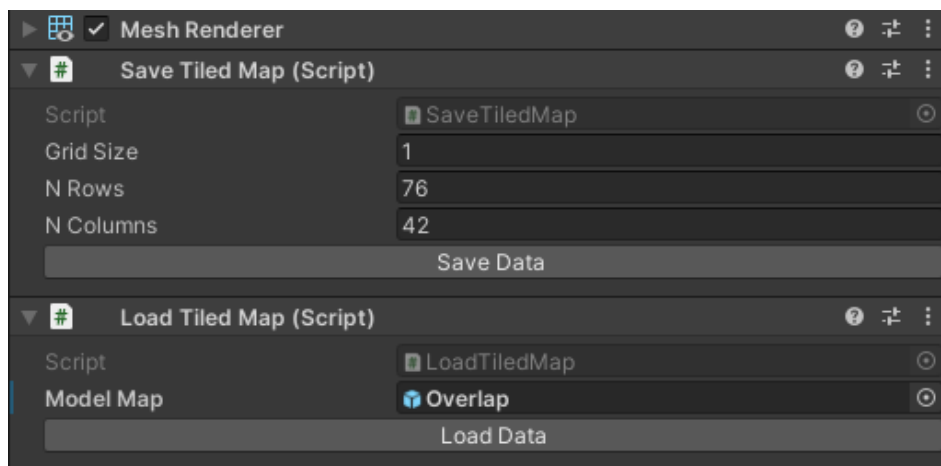 Mesh Renderer
# Save Tiled Map (Script)
Script # SaveTiledMap
Grid Size 1
N Rows 76
N Columns 42
Save Data
# Load Tiled Map (Script)
Script # LoadTiledMap
Model Map Overlap
Load Data